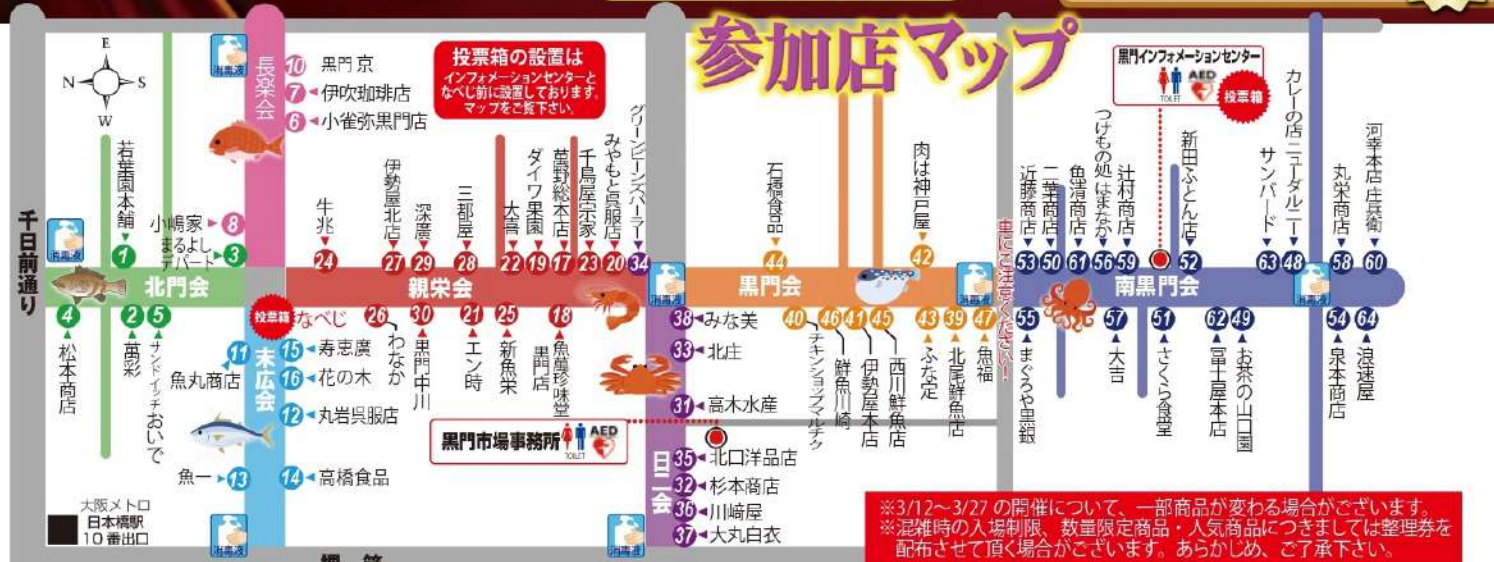 参加店マップ
E
N
S
W
消毒液
長楽会
10 黒門 京
7 伊吹珈琲店
6 小雀弥黒門店
投票箱の設置は
インフォメーションセンターと
なべじ前に設置しております。
マップをご覧下さい。
黒門インフォメーションセンター
TOILET
AED
投票箱
千日前通り
消毒液
若葉園本舗
1
小嶋家 8
まるよし
デパート 3
北門会
4 松本商店
2 萬彩
5 サンドイッチおいで
牛兆
24
伊勢屋北店
27
深廣
29
三都屋
28
大喜
22
ダイワ果園
19
葛野総本店
17
千鳥屋宗家
23
みやもと呉服店
20
グリーンビーンズパーラー
34
親栄会
投票箱
なべじ
26 わなか
30 黒門中川
21 エン時
25 新魚栄
18 魚萬珍味堂
黒門店
末広会
11
魚丸商店
15 寿恵廣
16 花の木
12 丸岩呉服店
魚一 13
14 高橋食品
大阪メトロ
日本橋駅
10番出口
消毒液
黒門市場事務所
TOILET
AED
消毒液
日二会
38 みな美
33 北庄
31 高木水産
35 北口洋品店
32 杉本商店
36 川﨑屋
37 大丸白衣
消毒液
石橋食品
44
肉は神戸屋
42
黒門会
消毒液
40 チキンショップマルチク
46 鮮魚川崎
41 伊勢屋本店
45 西川鮮魚店
43 ふな定
39 北尾鮮魚店
47 魚福
車にご注意ください!
近藤商店
53
二葉商店
50
魚清商店
61
つけもの処 はまなか
56
辻村商店
59
新田ふとん店
52
サンバード
63
カレーの店 ニューダルニー
48
丸栄商店
58
河幸本店 庄兵衛
60
南黒門会
消毒液
55 まぐろや黒銀
57 大吉
51 さくら食堂
62 冨士屋本店
49 お茶の山口園
54 泉本商店
64 浪速屋
※3/12～3/27 の開催について、一部商品が変わる場合がございます。
※混雑時の入場制限、数量限定商品・人気商品につきましては整理券を
配布させて頂く場合がございます。あらかじめ、ご了承下さい。